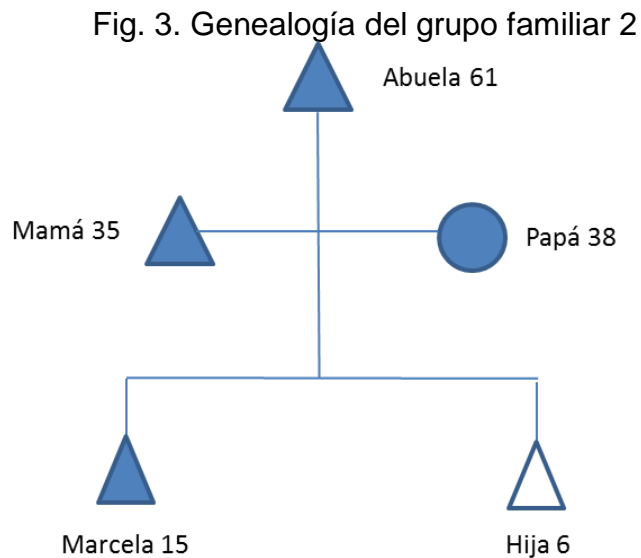 Fig. 3. Genealogía del grupo familiar 2
Abuela 61
Mamá 35
Papá 38
Marcela 15
Hija 6